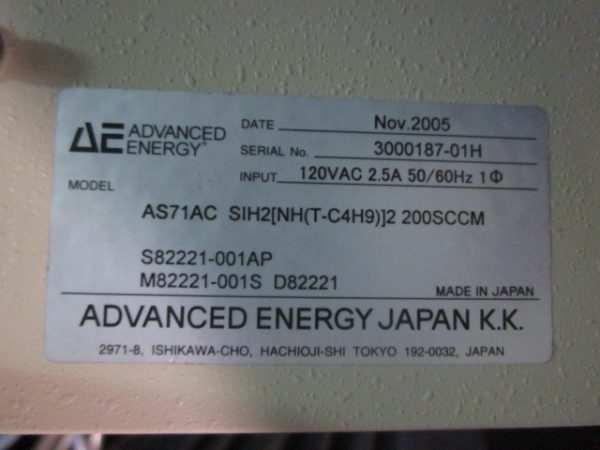 AE ADVANCED ENERGY®
DATE Nov.2005
SERIAL No. 3000187-01H
INPUT 120VAC 2.5A 50/60Hz 1Φ
MODEL
AS71AC SIH2[NH(T-C4H9)]2 200SCCM
S82221-001AP
M82221-001S D82221
MADE IN JAPAN
ADVANCED ENERGY JAPAN K.K.
2971-8, ISHIKAWA-CHO, HACHIOJI-SHI TOKYO 192-0032, JAPAN